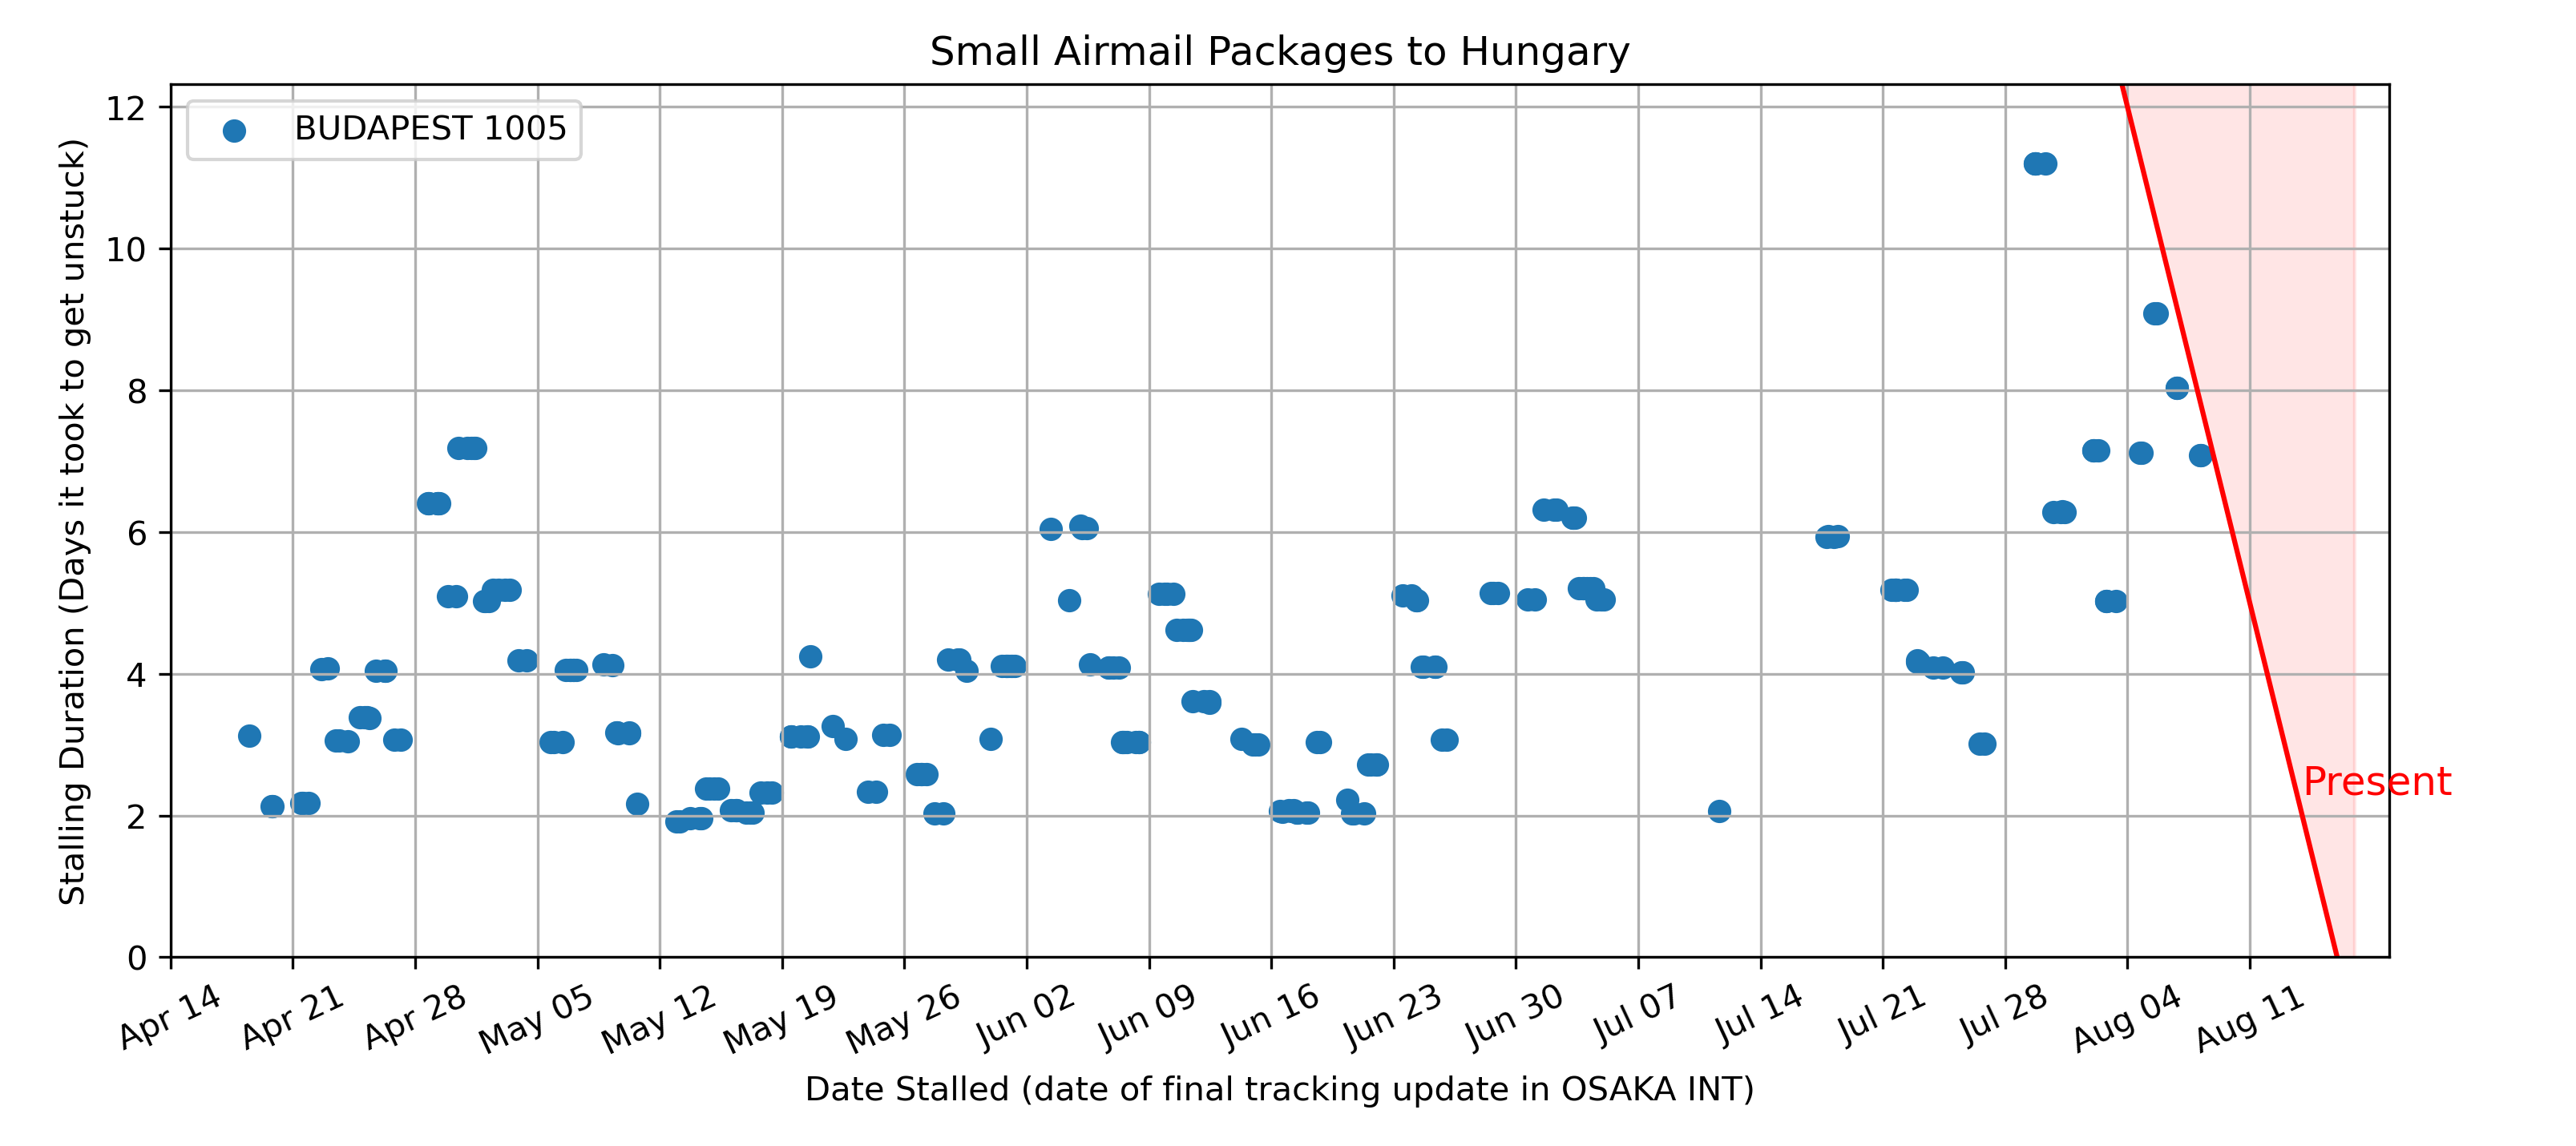 Small Airmail Packages to Hungary
BUDAPEST 1005
Stalling Duration (Days it took to get unstuck)
12
10
8
6
4
2
0
Present
Apr 14
Apr 21
Apr 28
May 05
May 12
May 19
May 26
Jun 02
Jun 09
Jun 16
Jun 23
Jun 30
Jul 07
Jul 14
Jul 21
Jul 28
Aug 04
Aug 11
Date Stalled (date of final tracking update in OSAKA INT)